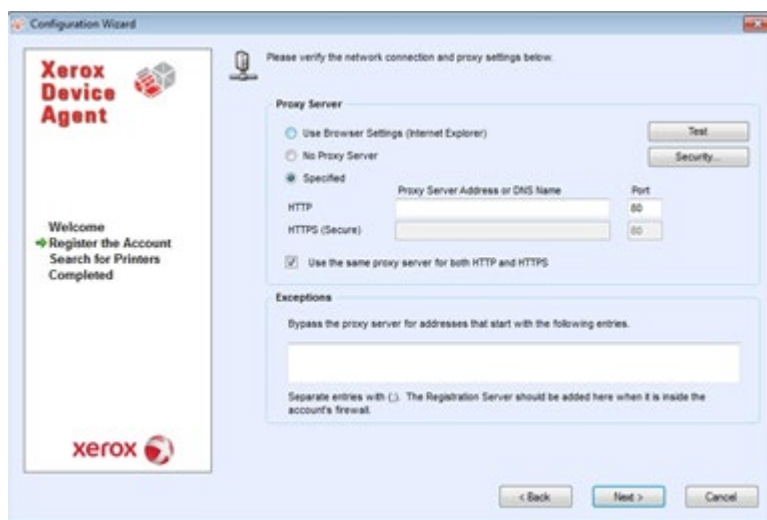 Configuration Wizard
Xerox
Device
Agent
Welcome
Register the Account
Search for Printers
Completed
xerox
Please verify the network connection and proxy settings below.
Proxy Server
Use Browser Settings (Internet Explorer)
Test
No Proxy Server
Security...
Specified
Proxy Server Address or DNS Name Port
HTTP 80
HTTPS (Secure) 80
Use the same proxy server for both HTTP and HTTPS
Exceptions
Bypass the proxy server for addresses that start with the following entries.
Separate entries with (;). The Registration Server should be added here when it is inside the
account's firewall.
< Back Next > Cancel